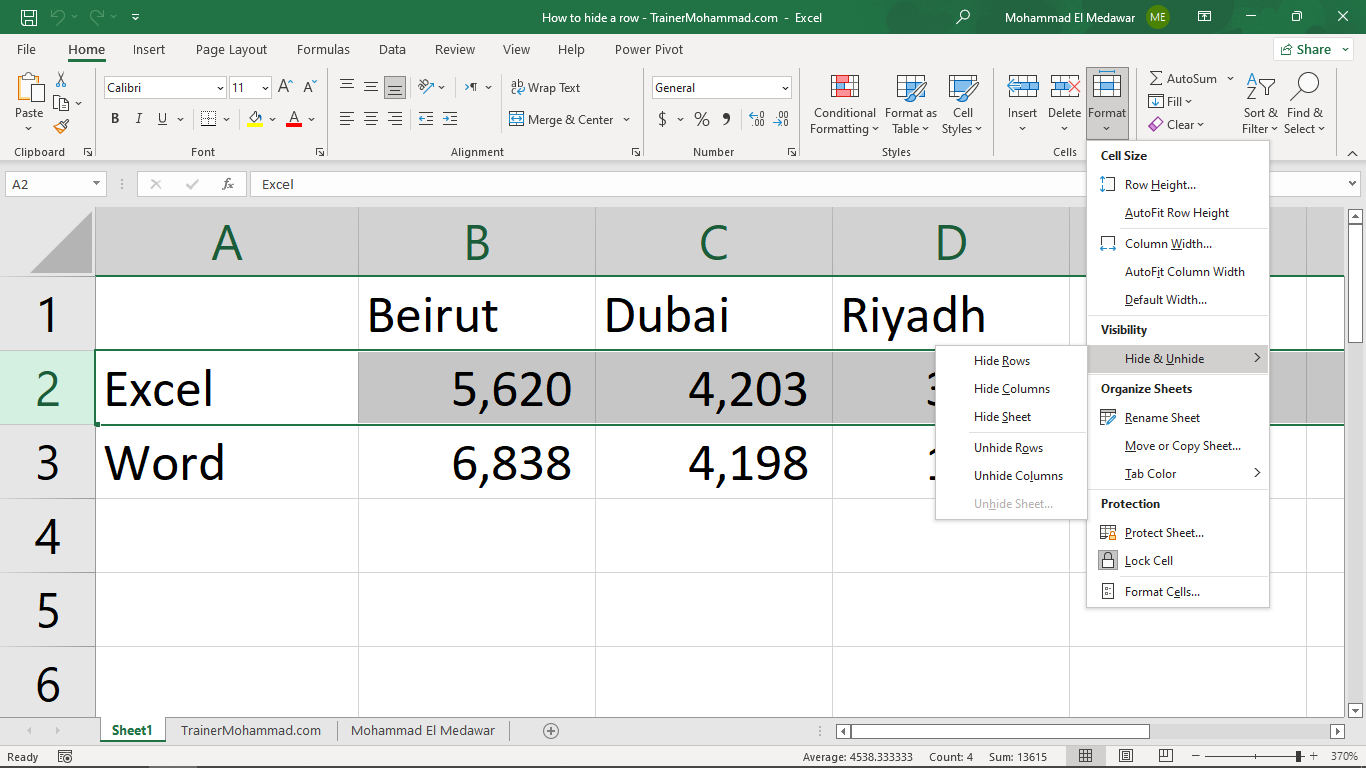 How to hide a row - TrainerMohammad.com - Excel
Mohammad El Medawar ME
File Home Insert Page Layout Formulas Data Review View Help Power Pivot Share
Paste
Clipboard
Calibri 11
B I U A
Font
Wrap Text
Merge & Center
Alignment
General
$ % 9
Number
Conditional Formatting
Format as Table
Cell Styles
Styles
Insert
Delete
Format
Cells
AutoSum
Fill
Clear
Sort & Filter
Find & Select
A2 fx Excel
A B C D
1 Beirut Dubai Riyadh
2 Excel 5,620 4,203
3 Word 6,838 4,198
4
5
6
Cell Size
Row Height...
AutoFit Row Height
Column Width...
AutoFit Column Width
Default Width...
Visibility
Hide & Unhide
Organize Sheets
Rename Sheet
Move or Copy Sheet...
Tab Color
Protection
Protect Sheet...
Lock Cell
Format Cells...
Hide Rows
Hide Columns
Hide Sheet
Unhide Rows
Unhide Columns
Unhide Sheet...
Sheet1 TrainerMohammad.com Mohammad El Medawar
Ready Average: 4538.333333 Count: 4 Sum: 13615 370%